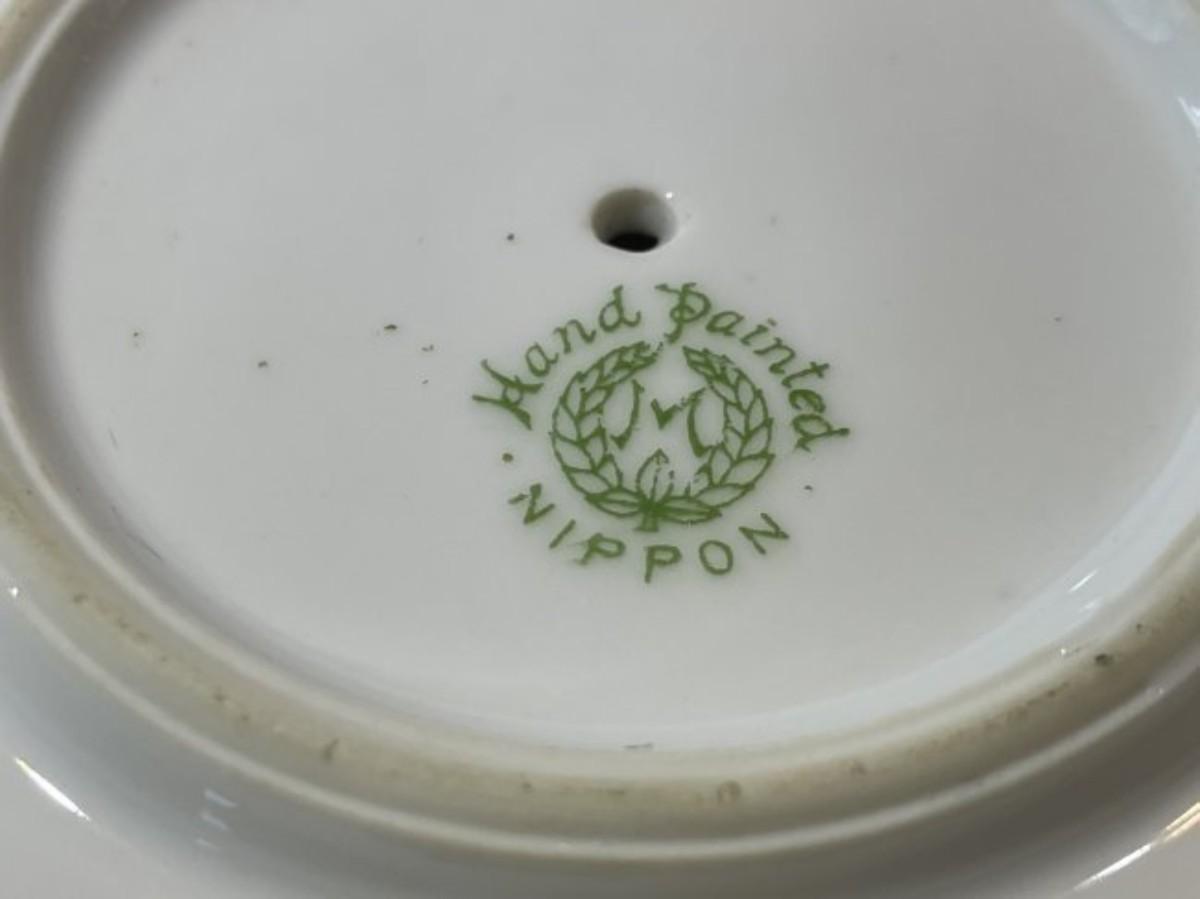 Hand Painted
M
· NIPPON ·